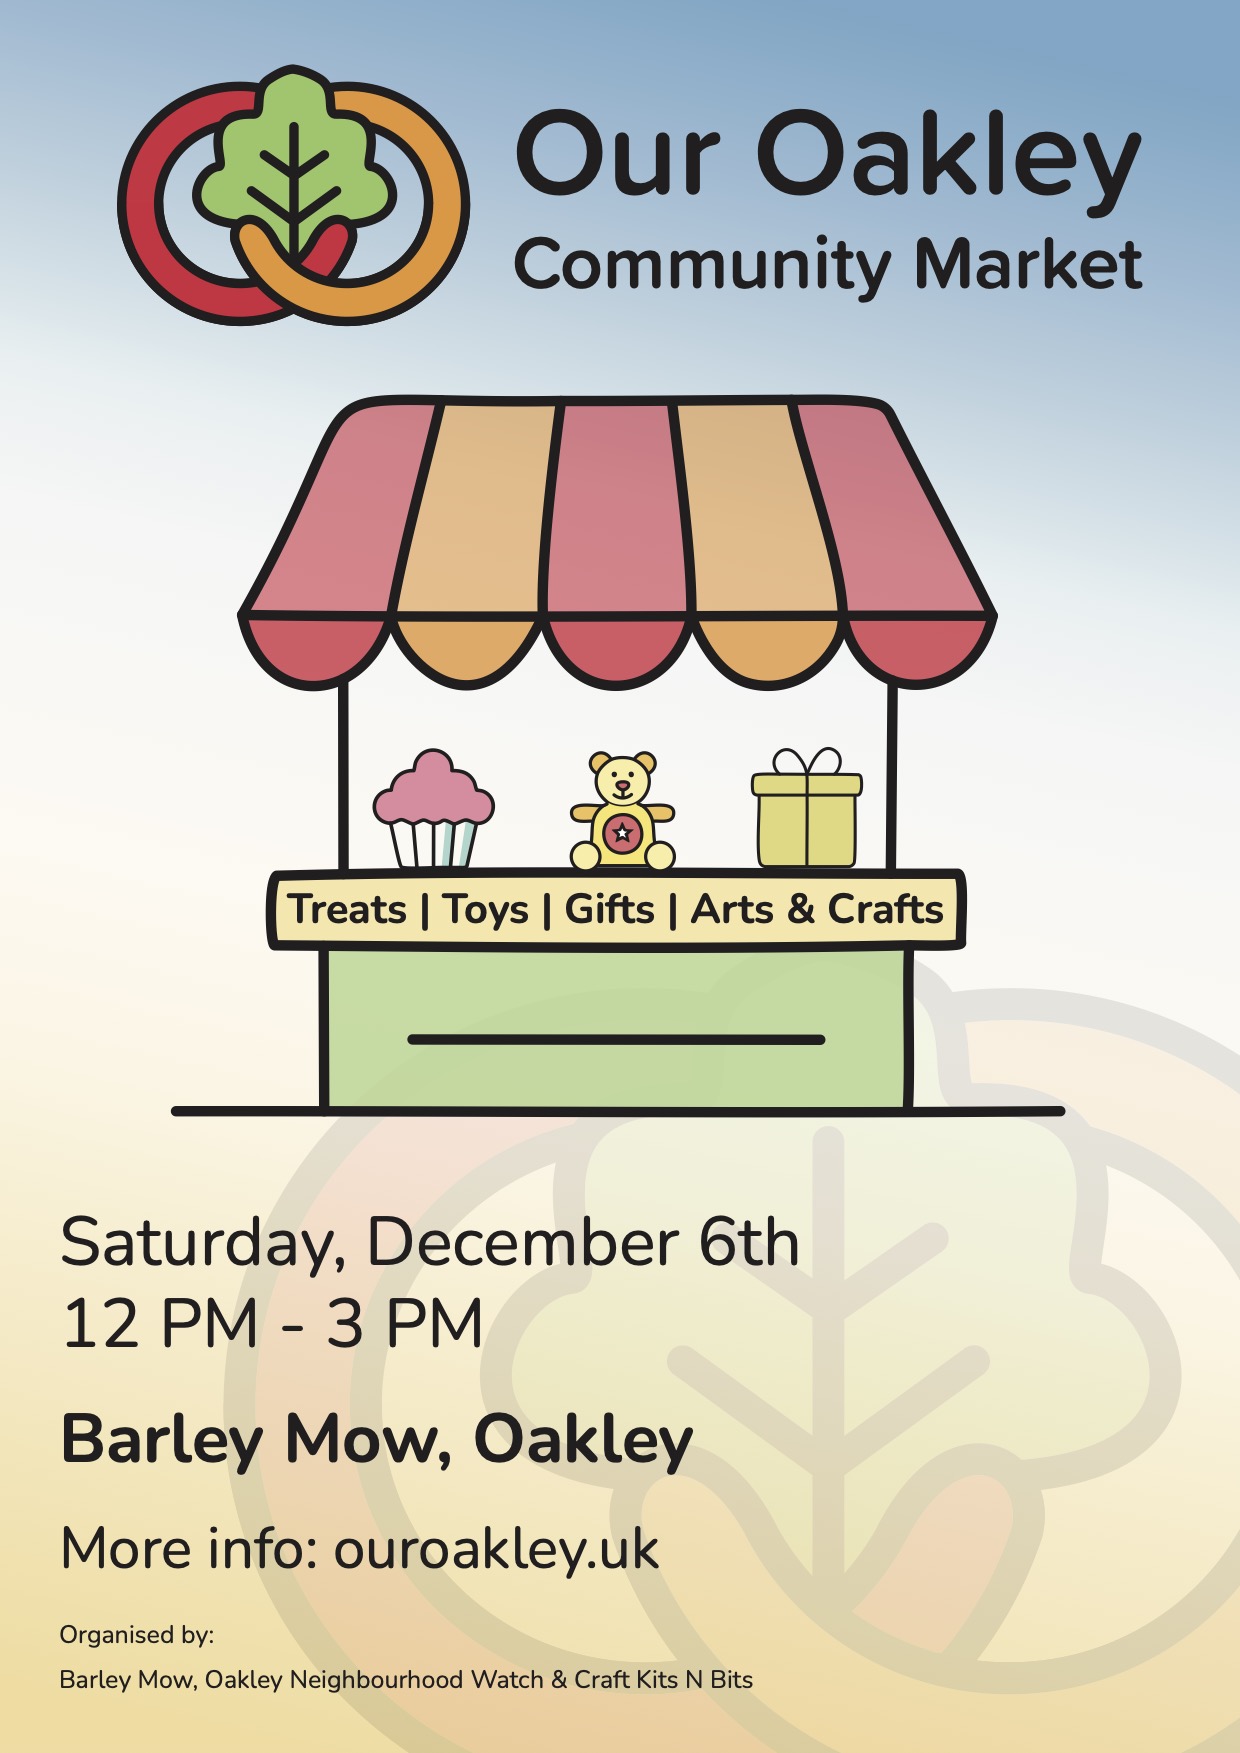 Our Oakley
Community Market
Treats | Toys | Gifts | Arts & Crafts
Saturday, December 6th
12 PM - 3 PM
Barley Mow, Oakley
More info: ouroakley.uk
Organised by:
Barley Mow, Oakley Neighbourhood Watch & Craft Kits N Bits